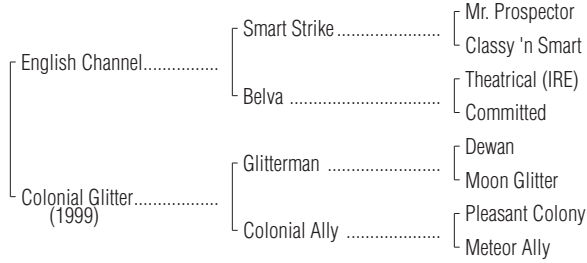 Mr. Prospector
Smart Strike ....................
Classy 'n Smart
English Channel...............
Theatrical (IRE)
Belva .............................
Committed
Dewan
Glitterman ......................
Moon Glitter
Colonial Glitter.................
(1999)
Pleasant Colony
Colonial Ally ..................
Meteor Ally